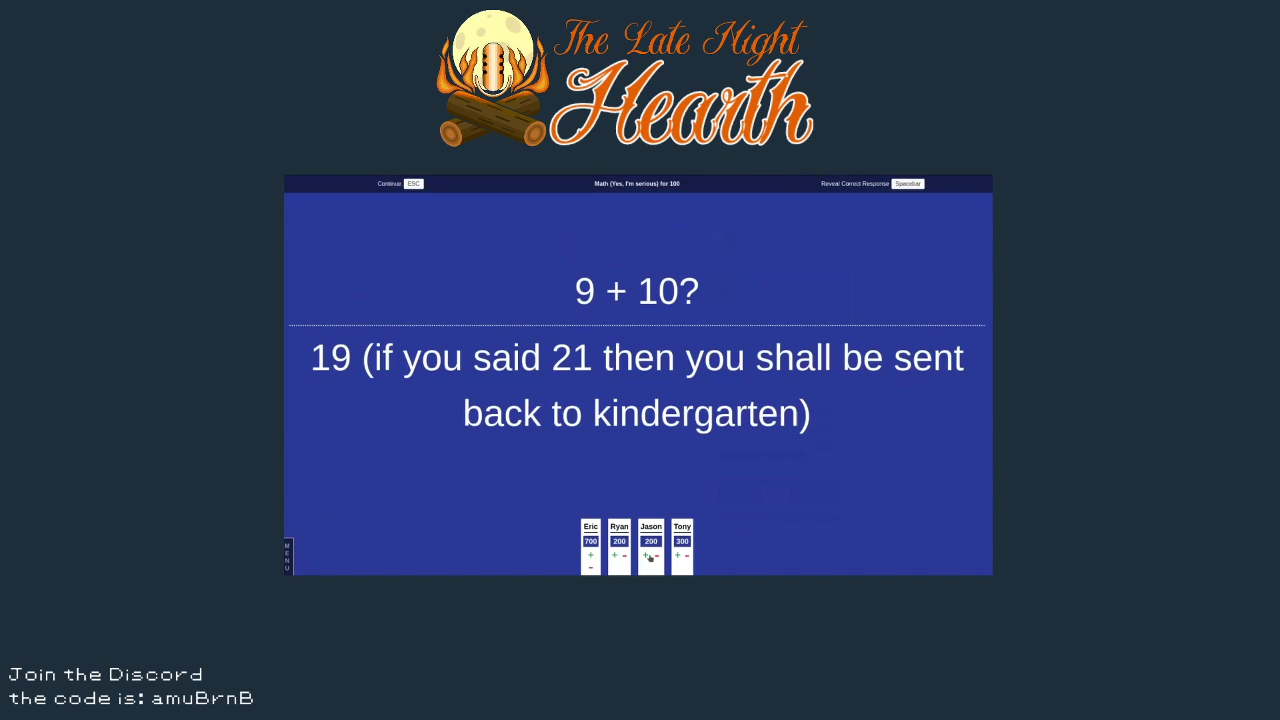 The Late Night
Hearth
Continue ESC
Math (Yes, I'm serious) for 100
Reveal Correct Response Spacebar
9 + 10?
19 (if you said 21 then you shall be sent
back to kindergarten)
MENU
Eric Ryan Jason Tony
700 200 200 300
+ + - + - + -
-
Join the Discord
the code is: amuBrnB